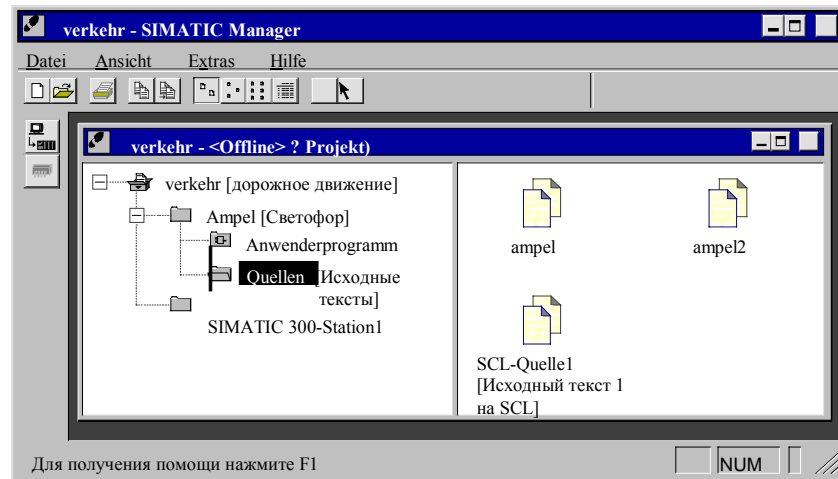 verkehr - SIMATIC Manager
Datei Ansicht Extras Hilfe
verkehr - <Offline> ? Projekt)
verkehr [дорожное движение]
Ampel [Светофор]
Anwenderprogramm
Quellen [Исходные
тексты]
SIMATIC 300-Station1
ampel
ampel2
SCL-Quelle1
[Исходный текст 1
на SCL]
Для получения помощи нажмите F1
NUM